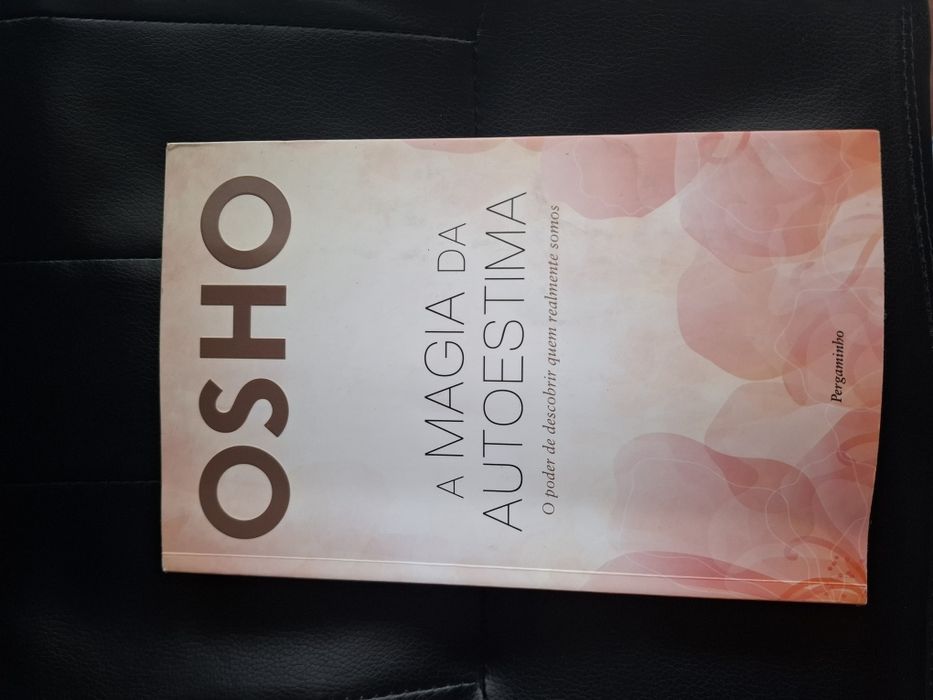 OSHO
A MAGIA DA
AUTOESTIMA
O poder de descobrir quem realmente somos
Pergaminho